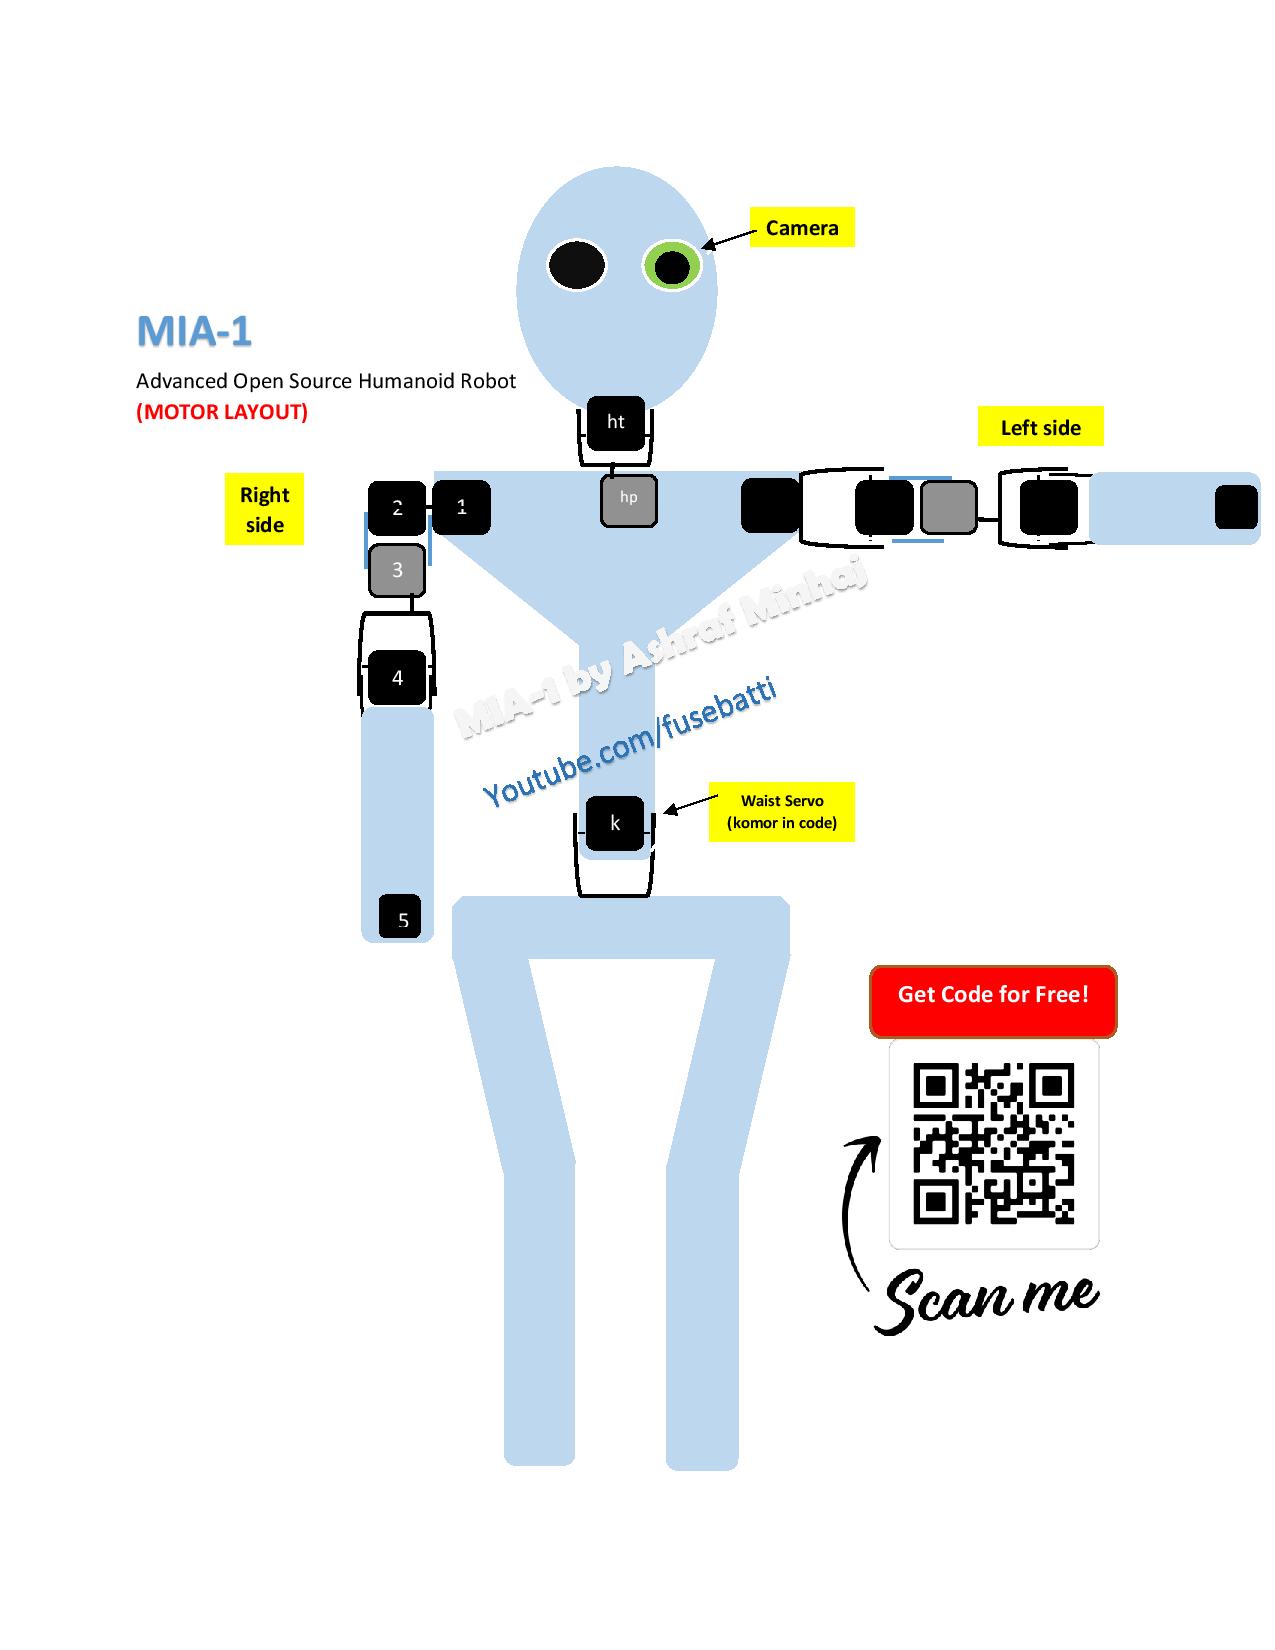 Camera
MIA-1
Advanced Open Source Humanoid Robot
(MOTOR LAYOUT)
ht
Left side
Right
side
2
1
hp
3
4
MIA-1 by Ashraf Minhaj
Youtube.com/fusebatti
Waist Servo
(komor in code)
k
5
Get Code for Free!
Scan me